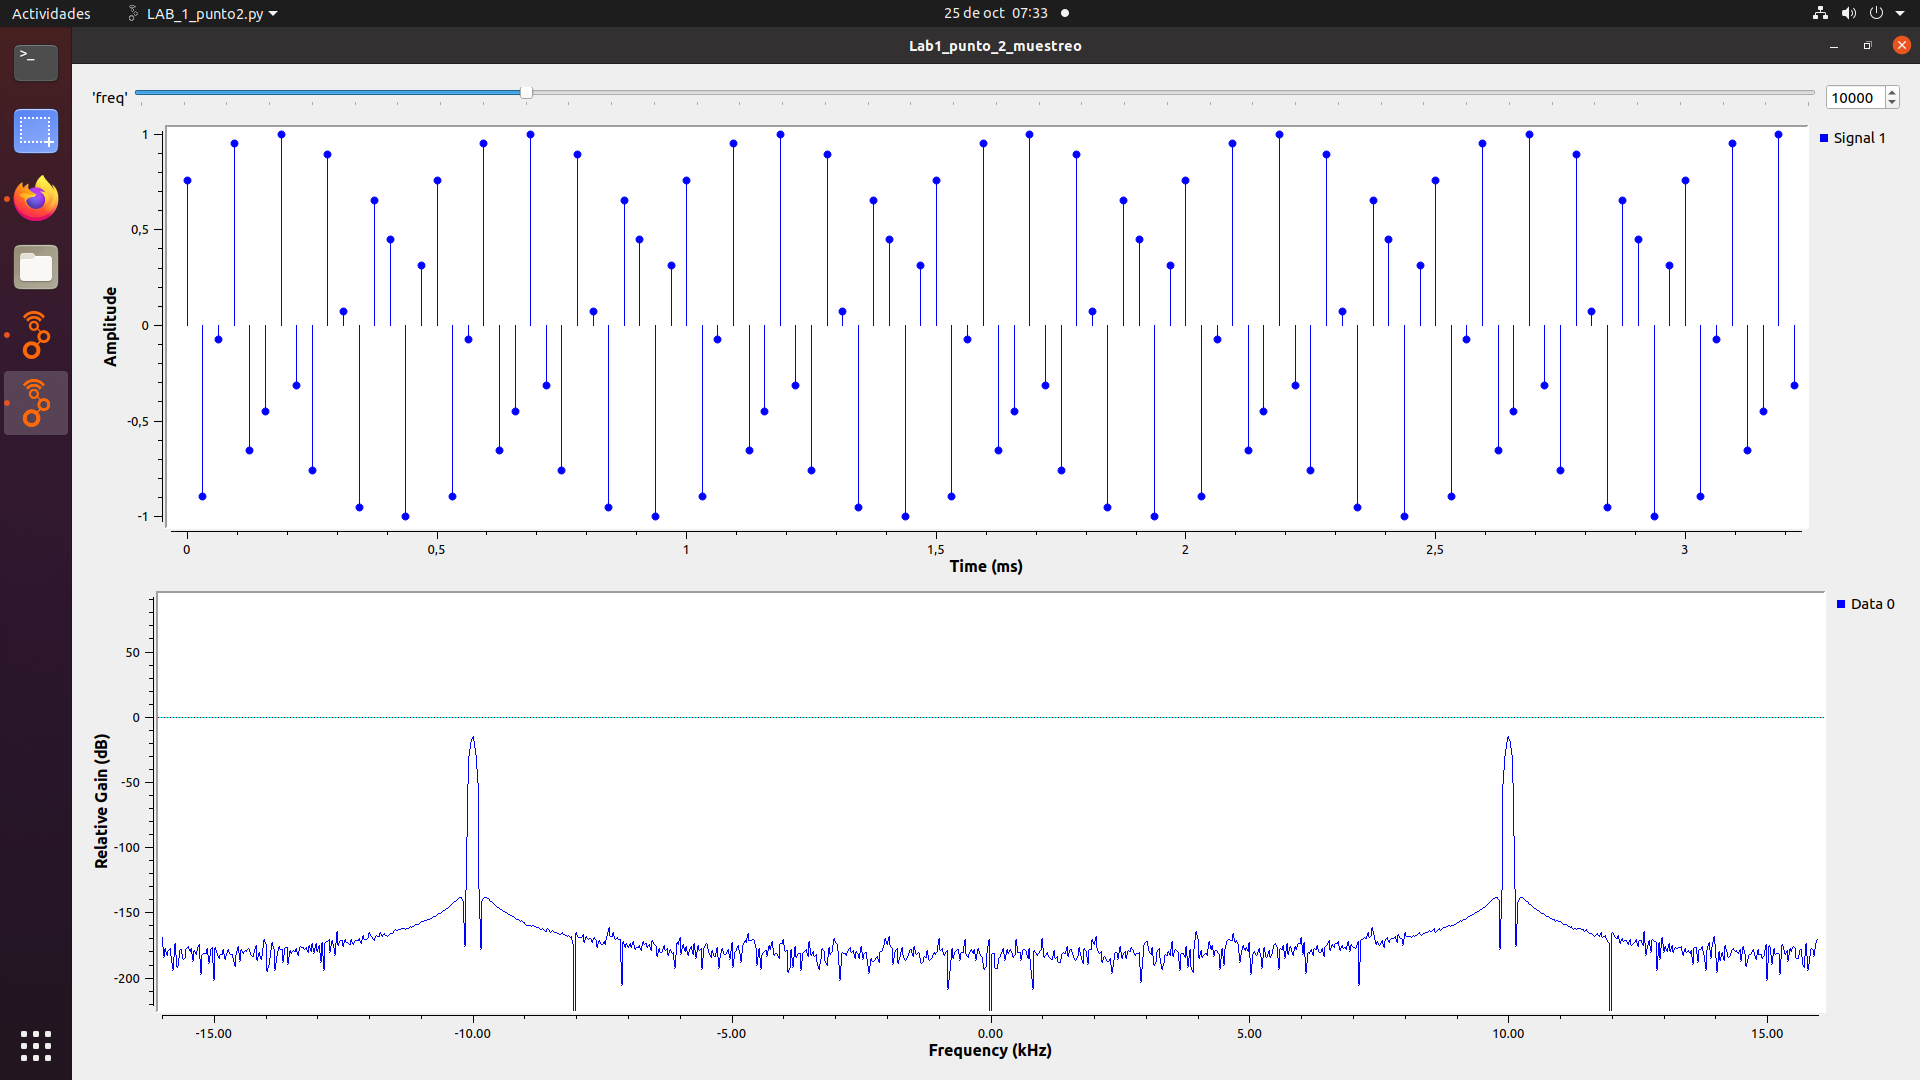 Actividades
LAB_1_punto2.py
25 de oct 07:33
Lab1_punto_2_muestreo
'freq'
10000
Signal 1
1
0,5
0
-0,5
-1
Amplitude
0 0,5 1 1,5 2 2,5 3
Time (ms)
Data 0
50
0
-50
-100
-150
-200
Relative Gain (dB)
-15.00 -10.00 -5.00 0.00 5.00 10.00 15.00
Frequency (kHz)